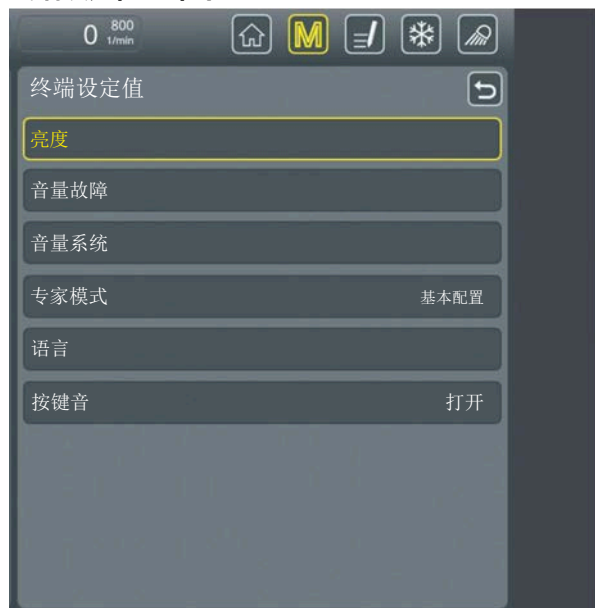 0 800
1/min
M
终端设定值
亮度
音量故障
音量系统
专家模式 基本配置
语言
按键音 打开